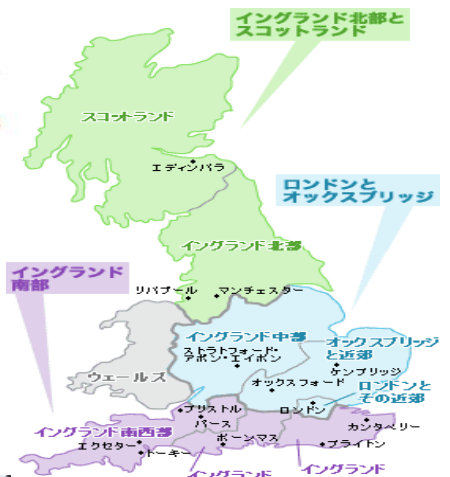 イングランド北部と
スコットランド
スコットランド
エディンバラ
ロンドンと
オックスブリッジ
イングランド北部
イングランド
南部
リバプール
マンチェスター
イングランド中部
オックスブリッジ
と近郊
ストラトフォード・
アポン・エイボン
ケンブリッジ
ウェールズ
オックスフォード
ロンドンと
その近郊
ブリストル
ロンドン
バース
カンタベリー
イングランド南西部
ボーンマス
エクセター
ブライトン
トーキー
イングランド
イングランド